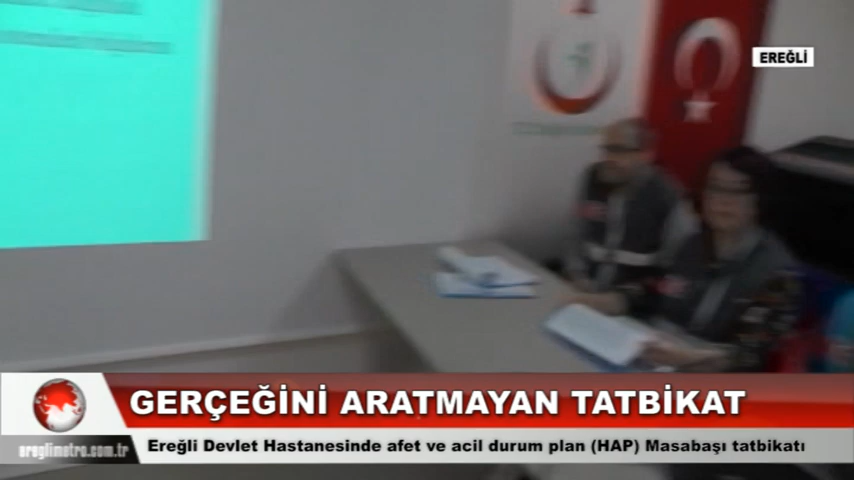 EREĞLİ
GERÇEĞİNİ ARATMAYAN TATBİKAT
Ereğli Devlet Hastanesinde afet ve acil durum plan (HAP) Masabaşı tatbikatı
ereglimetro.com.tr